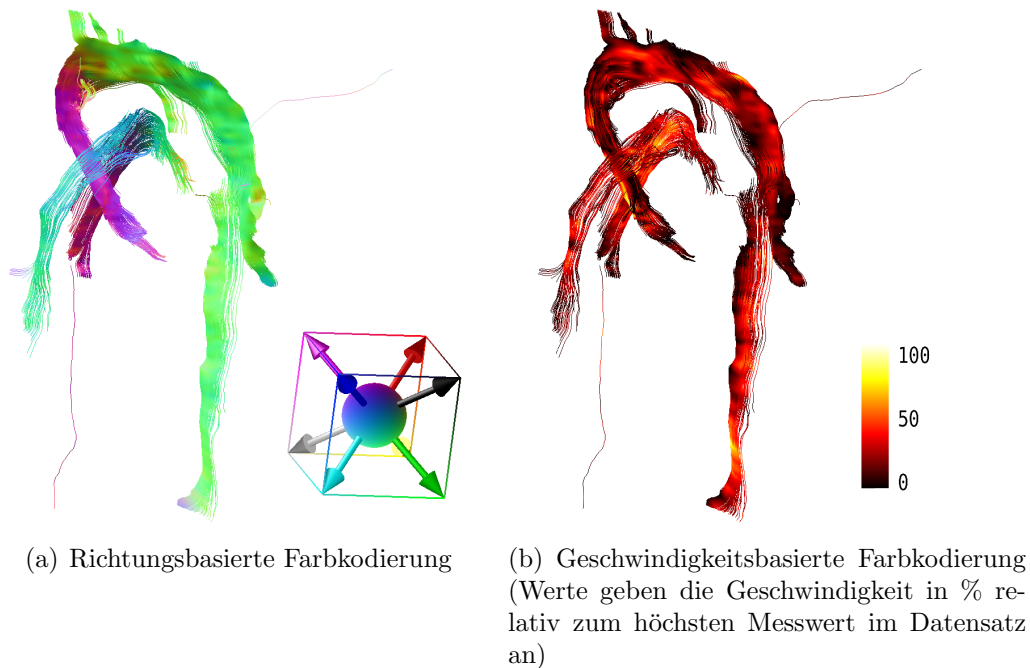 100
50
0
(a) Richtungsbasierte Farbkodierung
(b) Geschwindigkeitsbasierte Farbkodierung
(Werte geben die Geschwindigkeit in % re-
lativ zum höchsten Messwert im Datensatz
an)